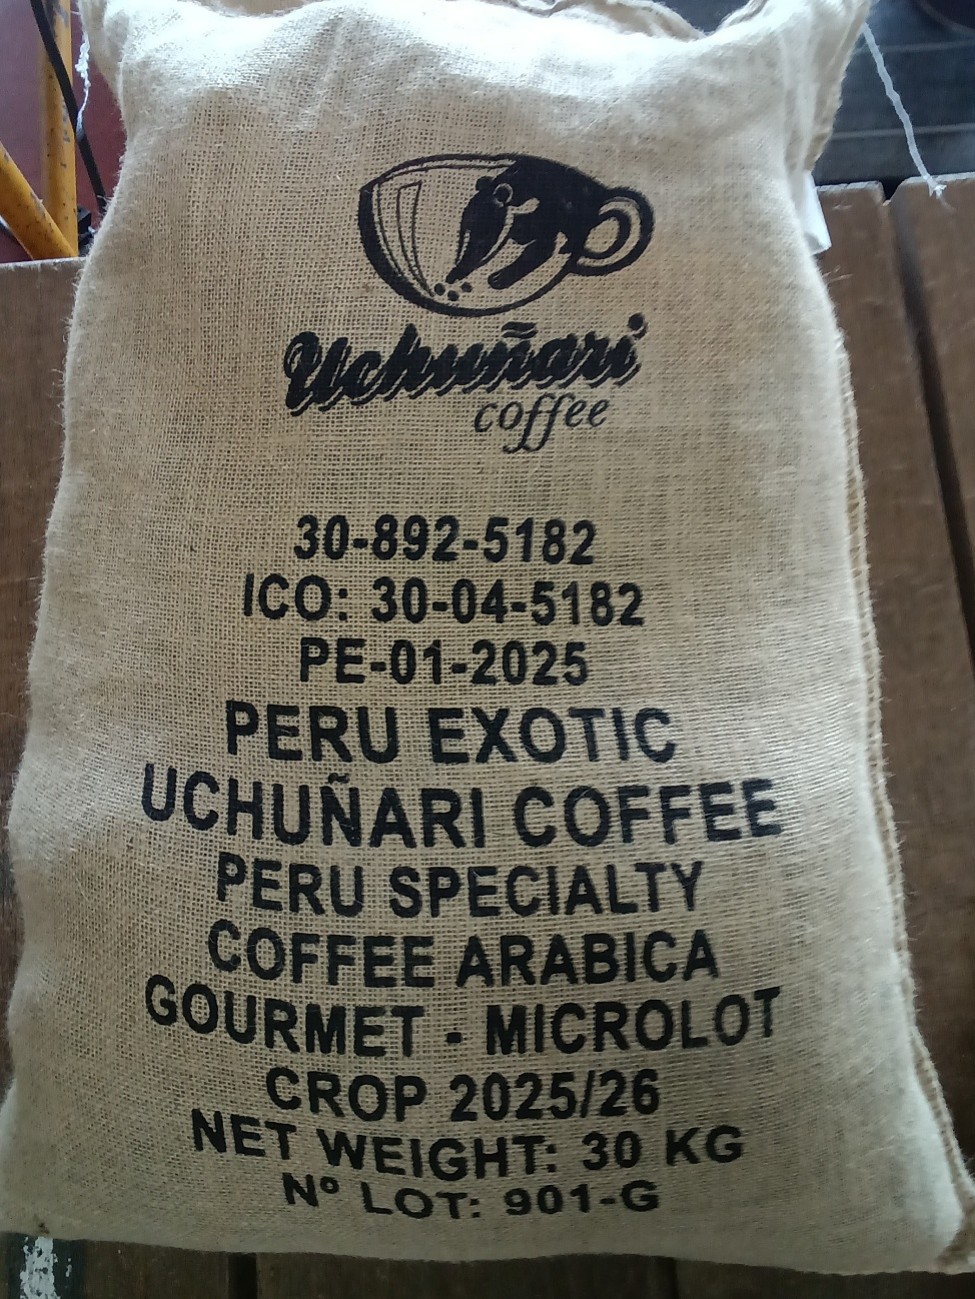 Uchuñari
coffee
30-892-5182
ICO: 30-04-5182
PE-01-2025
PERU EXOTIC
UCHUÑARI COFFEE
PERU SPECIALTY
COFFEE ARABICA
GOURMET - MICROLOT
CROP 2025/26
NET WEIGHT: 30 KG
Nº LOT: 901-G